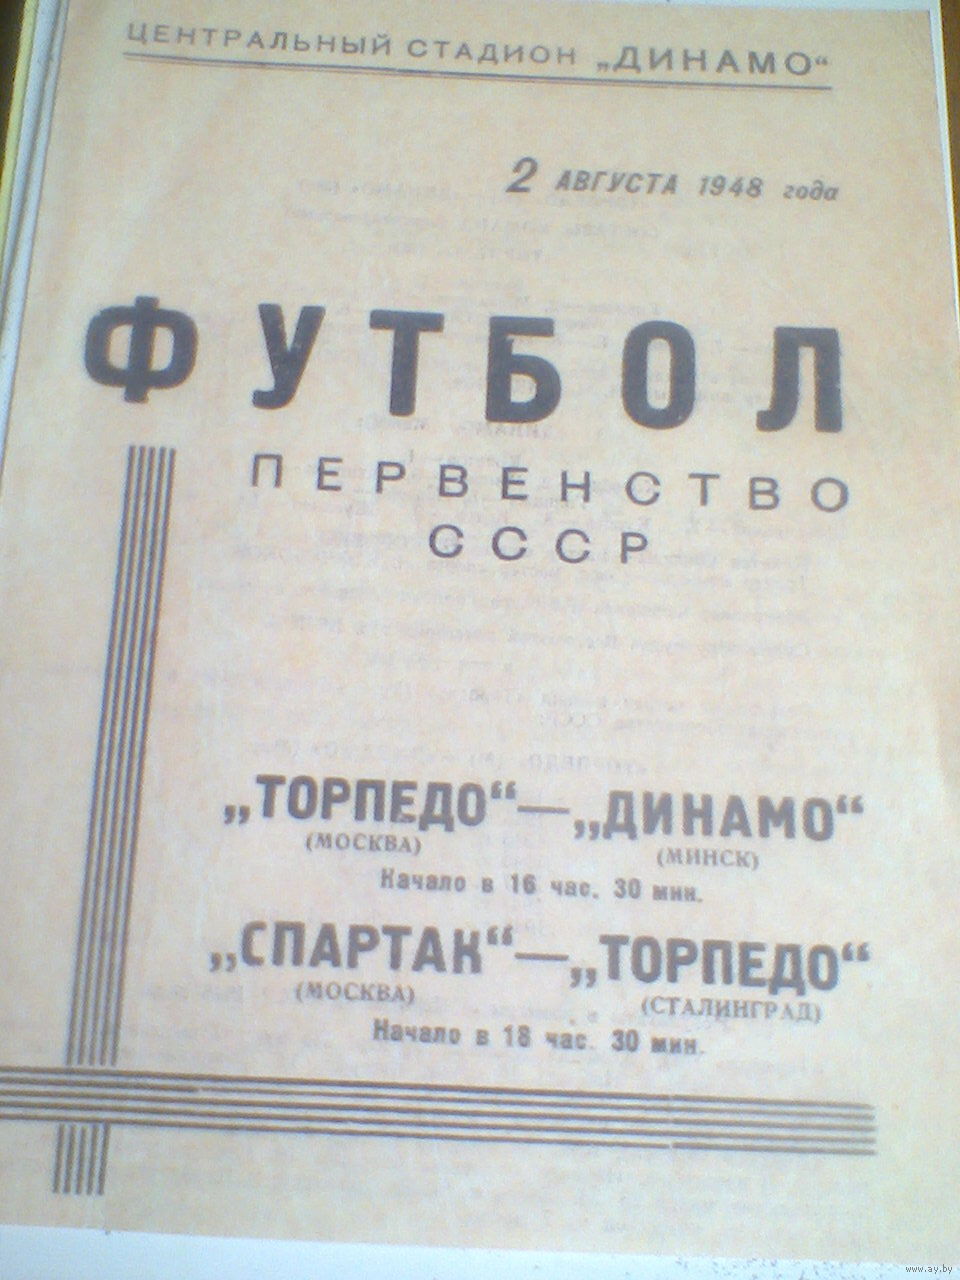 ЦЕНТРАЛЬНЫЙ СТАДИОН „ДИНАМО“
2 АВГУСТА 1948 года
ФУТБОЛ
ПЕРВЕНСТВО
СССР
„ТОРПЕДО“—„ДИНАМО“
(МОСКВА) (МИНСК)
Начало в 16 час. 30 мин.
„СПАРТАК“—„ТОРПЕДО“
(МОСКВА) (СТАЛИНГРАД)
Начало в 18 час. 30 мин.
www.ay.by